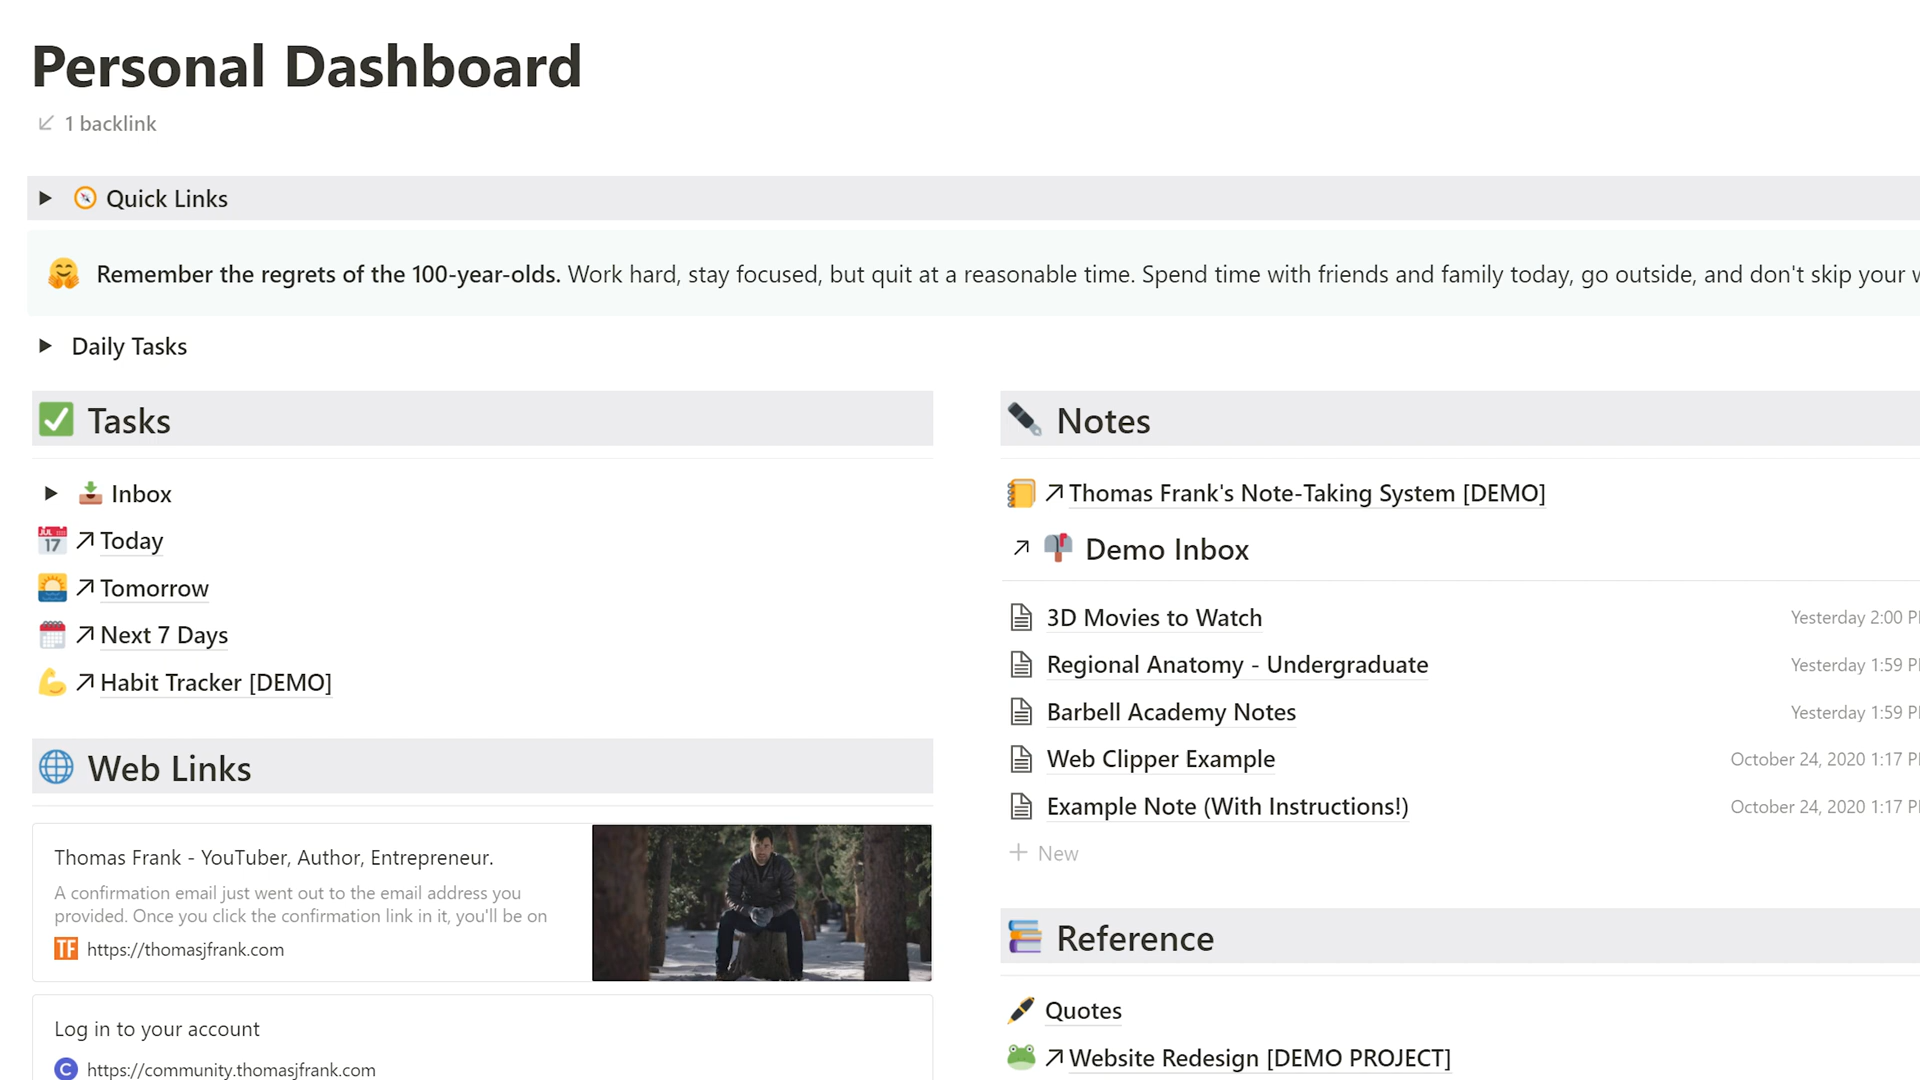 Personal Dashboard
1 backlink
Quick Links
Remember the regrets of the 100-year-olds. Work hard, stay focused, but quit at a reasonable time. Spend time with friends and family today, go outside, and don't skip your
Daily Tasks
Tasks
Inbox
Today
Tomorrow
Next 7 Days
Habit Tracker [DEMO]
Web Links
Thomas Frank - YouTuber, Author, Entrepreneur.
A confirmation email just went out to the email address you
provided. Once you click the confirmation link in it, you'll be on
TF https://thomasjfrank.com
Log in to your account
C https://community.thomasjfrank.com
Notes
Thomas Frank's Note-Taking System [DEMO]
Demo Inbox
3D Movies to Watch Yesterday 2:00
Regional Anatomy - Undergraduate Yesterday 1:59
Barbell Academy Notes Yesterday 1:59
Web Clipper Example October 24, 2020 1:17
Example Note (With Instructions!) October 24, 2020 1:17
New
Reference
Quotes
Website Redesign [DEMO PROJECT]